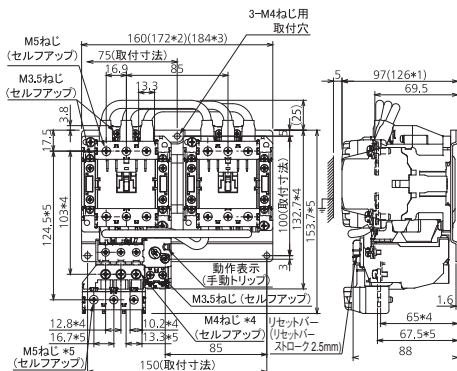 3-M4ねじ用
取付穴
M5ねじ
(セルフアップ)
160(172*2)(184*3)
75(取付寸法)
M3.5ねじ
(セルフアップ)
16.9
85
13.3
3.8
17.5
(25)
5
97(126*1)
69.5
124.5*5
103*4
5
100(取付寸法)
132.7*4
153.7*5
3
動作表示
(手動トリップ)
M3.5ねじ(セルフアップ)
12.8*4
10.2*4
M4ねじ *4
(セルフアップ)
16.7*5
13.3*5
M5ねじ *5
(セルフアップ)
85
150(取付寸法)
リセットバー
(リセットバー
ストローク 2.5mm)
1.6
65*4
67.5*5
88